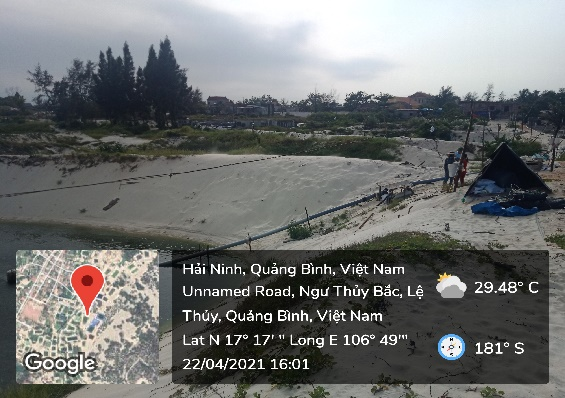 Hải Ninh, Quảng Bình, Việt Nam
Unnamed Road, Ngư Thủy Bắc, Lệ
Thủy, Quảng Bình, Việt Nam
Lat N 17° 17' '' Long E 106° 49'''
22/04/2021 16:01
29.48° C
181° S
Google